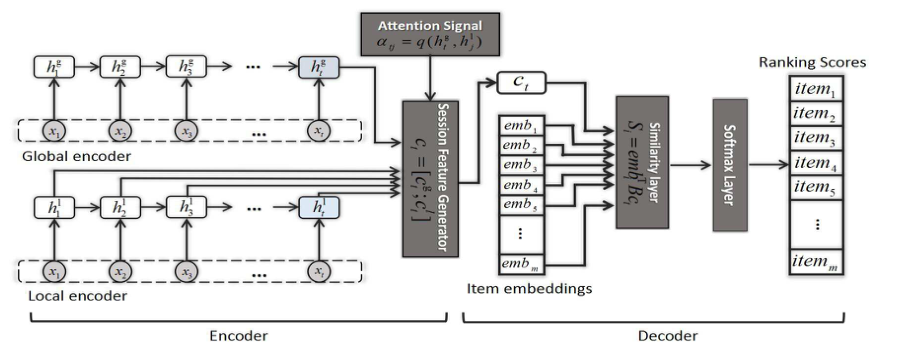 Attention Signal
α_tj = q(h_t^g, h_j^l)
h_1^g h_2^g h_3^g ... h_t^g
x_1 x_2 x_3 ... x_t
Global encoder
h_1^l h_2^l h_3^l ... h_t^l
x_1 x_2 x_3 ... x_t
Local encoder
Session Feature Generator
c_t = [c_t^g; c_t^l]
Encoder
c_t
emb_1
emb_2
emb_3
emb_4
emb_5
⋮
emb_m
Item embeddings
Similarity layer
S_i = emb_i^T B c_t
Softmax Layer
Ranking Scores
item_1
item_2
item_3
item_4
item_5
⋮
item_m
Decoder